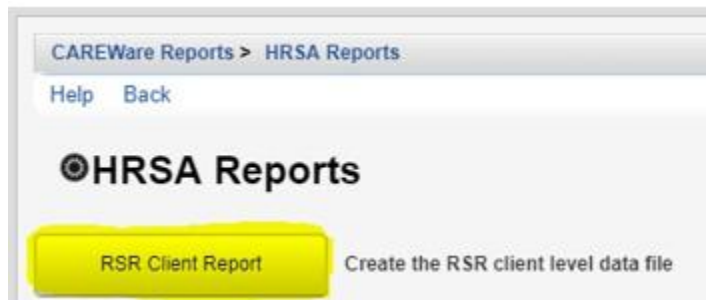 CAREWare Reports > HRSA Reports
Help Back
HRSA Reports
RSR Client Report Create the RSR client level data file